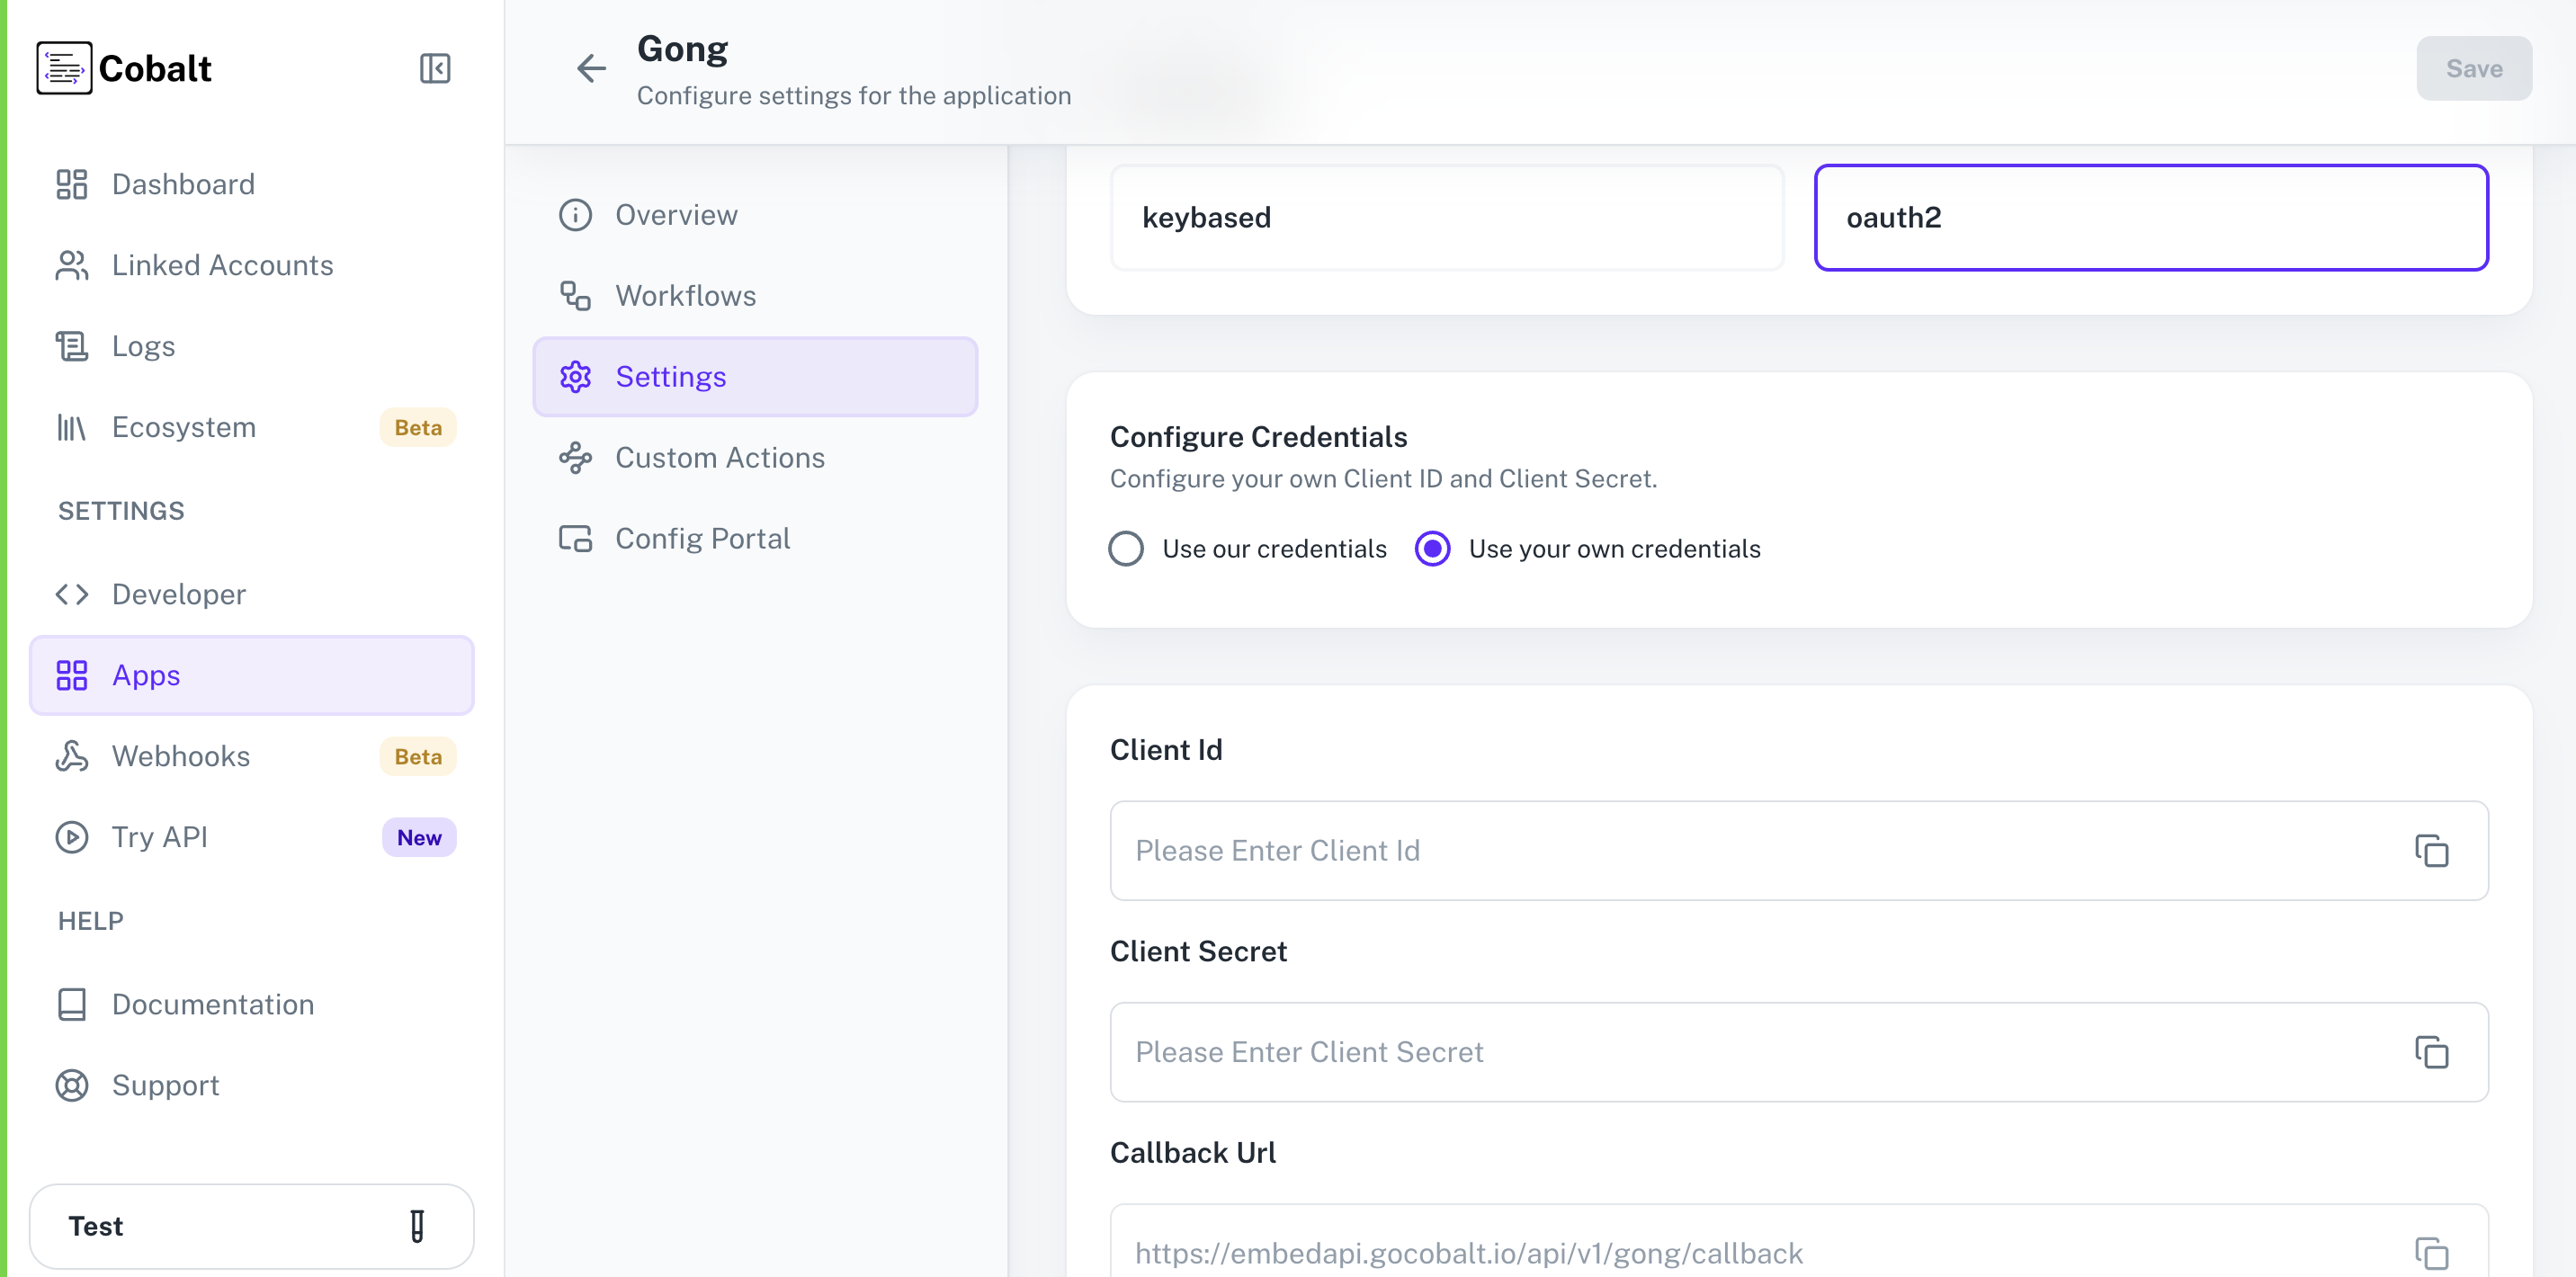 Cobalt
Dashboard
Linked Accounts
Logs
Ecosystem Beta
SETTINGS
Developer
Apps
Webhooks Beta
Try API New
HELP
Documentation
Support
Test
Gong
Configure settings for the application
Save
Overview
Workflows
Settings
Custom Actions
Config Portal
keybased
oauth2
Configure Credentials
Configure your own Client ID and Client Secret.
Use our credentials
Use your own credentials
Client Id
Please Enter Client Id
Client Secret
Please Enter Client Secret
Callback Url
https://embedapi.gocobalt.io/api/v1/gong/callback